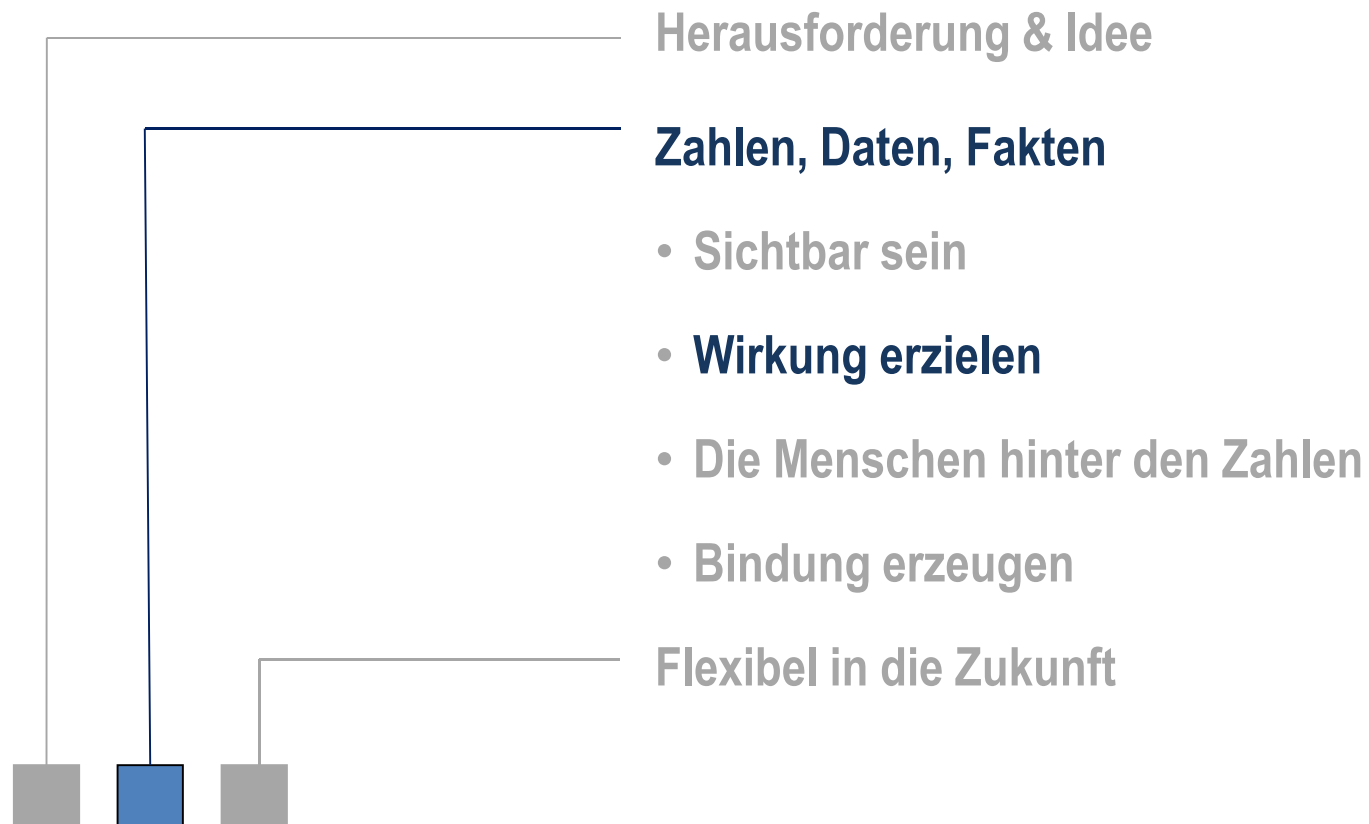 Herausforderung & Idee
Zahlen, Daten, Fakten
• Sichtbar sein
• Wirkung erzielen
• Die Menschen hinter den Zahlen
• Bindung erzeugen
Flexibel in die Zukunft